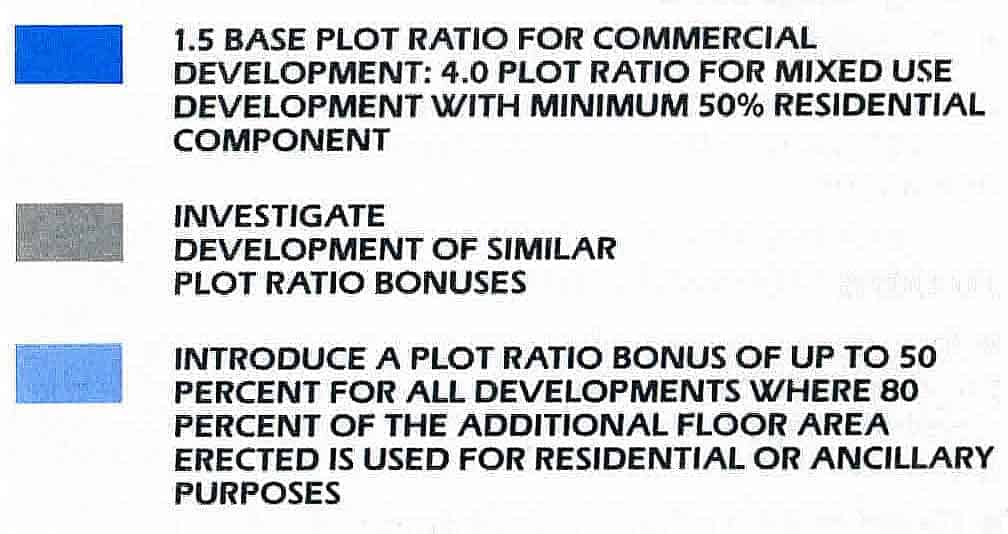 1.5 BASE PLOT RATIO FOR COMMERCIAL
DEVELOPMENT: 4.0 PLOT RATIO FOR MIXED USE
DEVELOPMENT WITH MINIMUM 50% RESIDENTIAL
COMPONENT
INVESTIGATE
DEVELOPMENT OF SIMILAR
PLOT RATIO BONUSES
INTRODUCE A PLOT RATIO BONUS OF UP TO 50
PERCENT FOR ALL DEVELOPMENTS WHERE 80
PERCENT OF THE ADDITIONAL FLOOR AREA
ERECTED IS USED FOR RESIDENTIAL OR ANCILLARY
PURPOSES